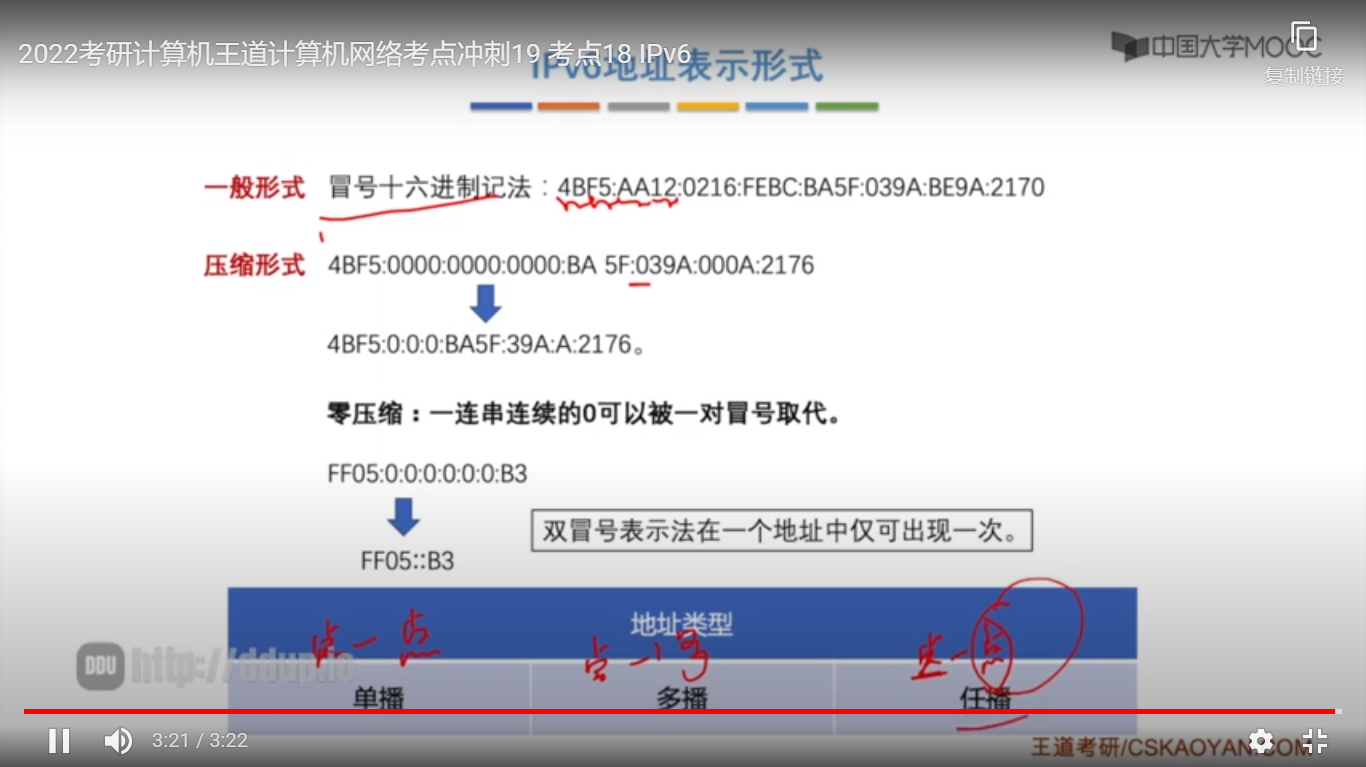 2022考研计算机王道计算机网络考点冲刺19 考点18 IPv6
IPv6地址表示形式
中国大学MOOC
复制链接
一般形式 冒号十六进制记法：4BF5:AA12:0216:FEBC:BA5F:039A:BE9A:2170
压缩形式 4BF5:0000:0000:0000:BA 5F:039A:000A:2176
4BF5:0:0:0:BA5F:39A:A:2176。
零压缩：一连串连续的0可以被一对冒号取代。
FF05:0:0:0:0:0:0:B3
双冒号表示法在一个地址中仅可出现一次。
FF05::B3
地址类型
点一点
点一多
点一点
DDU http://ddup.io
单播 多播 任播
3:21 / 3:22
王道考研/CSKAOYAN.COM